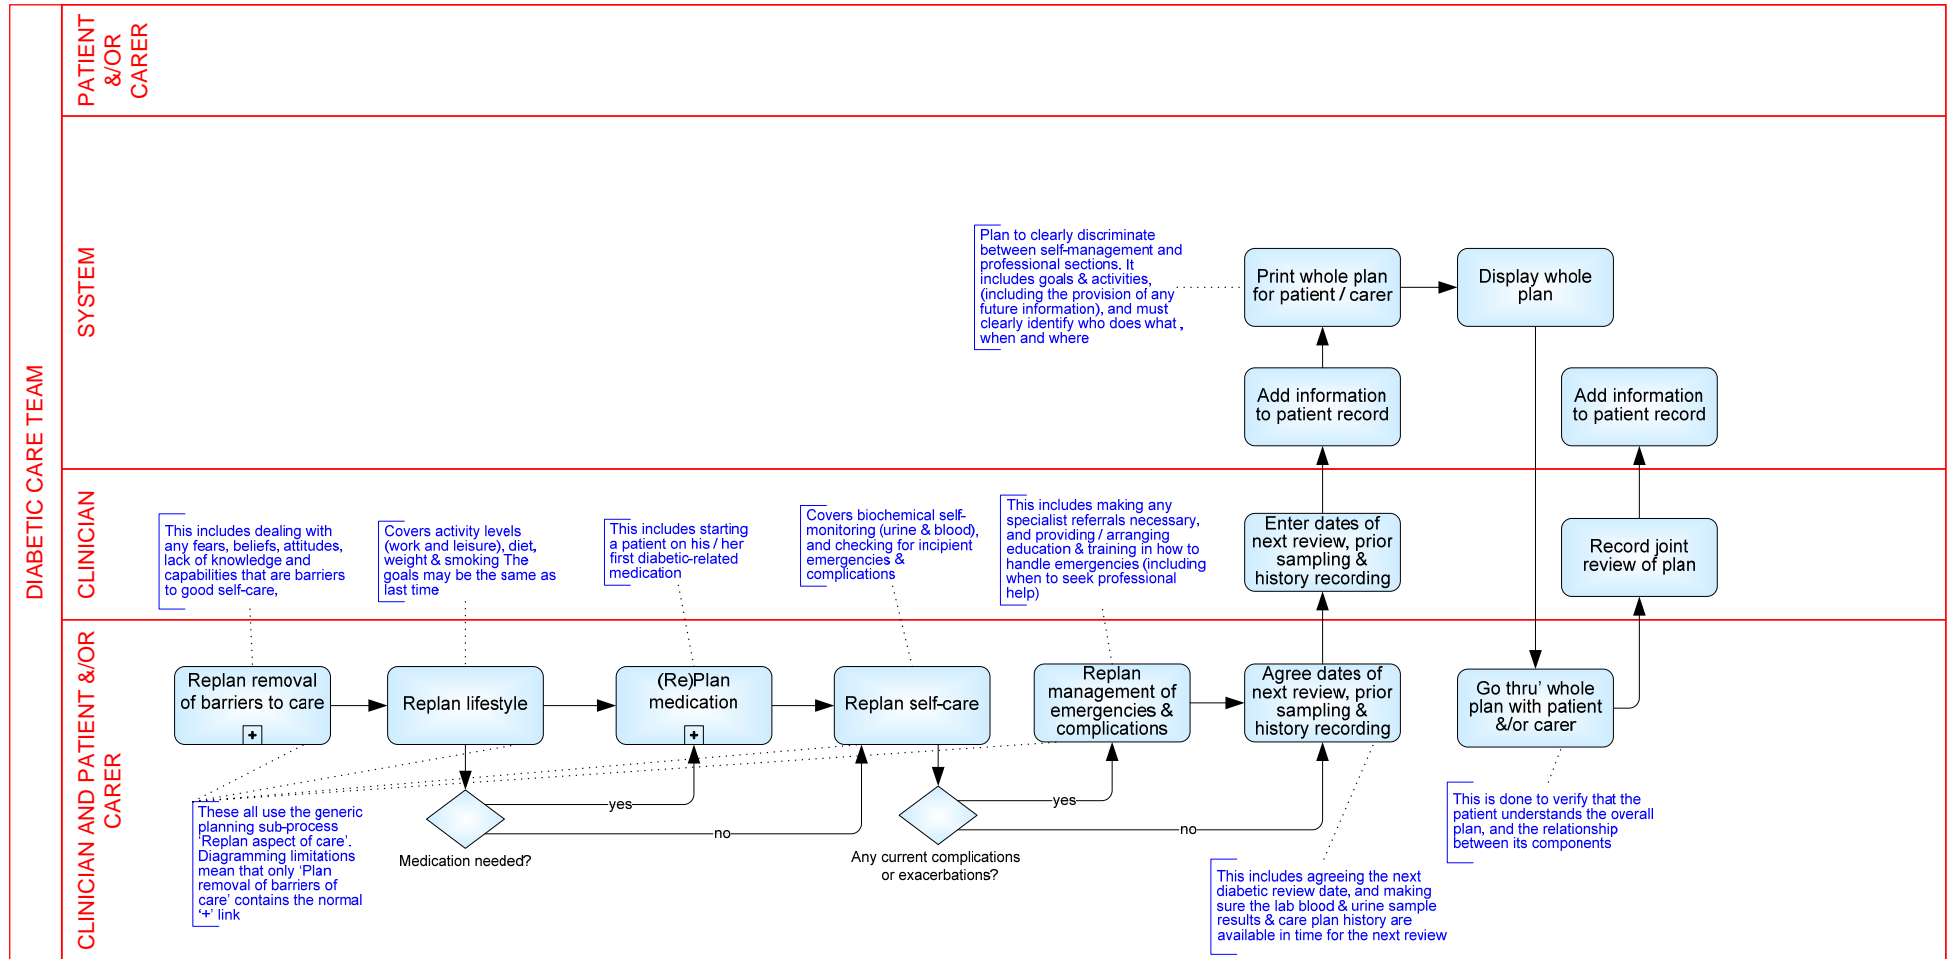 DIABETIC CARE TEAM
PATIENT
&/OR
CARER
SYSTEM
Plan to clearly discriminate
between self-management and
professional sections. It
includes goals & activities,
(including the provision of any
future information), and must
clearly identify who does what ,
when and where
Print whole plan
for patient / carer
Display whole
plan
Add information
to patient record
Add information
to patient record
CLINICIAN
This includes dealing with
any fears, beliefs, attitudes,
lack of knowledge and
capabilities that are barriers
to good self-care,
Covers activity levels
(work and leisure), diet,
weight & smoking The
goals may be the same as
last time
This includes starting
a patient on his / her
first diabetic-related
medication
Covers biochemical self-
monitoring (urine & blood),
and checking for incipient
emergencies &
complications
This includes making any
specialist referrals necessary,
and providing / arranging
education & training in how to
handle emergencies (including
when to seek professional
help)
Enter dates of
next review, prior
sampling &
history recording
Record joint
review of plan
CLINICIAN AND PATIENT &/OR
CARER
Replan removal
of barriers to care
+
Replan lifestyle
(Re)Plan
medication
+
Replan self-care
Replan
management of
emergencies &
complications
Agree dates of
next review, prior
sampling &
history recording
Go thru' whole
plan with patient
&/or carer
yes
no
Medication needed?
yes
no
Any current complications
or exacerbations?
These all use the generic
planning sub-process
'Replan aspect of care'.
Diagramming limitations
mean that only 'Plan
removal of barriers of
care' contains the normal
'+' link
This is done to verify that the
patient understands the overall
plan, and the relationship
between its components
This includes agreeing the next
diabetic review date, and making
sure the lab blood & urine sample
results & care plan history are
available in time for the next review